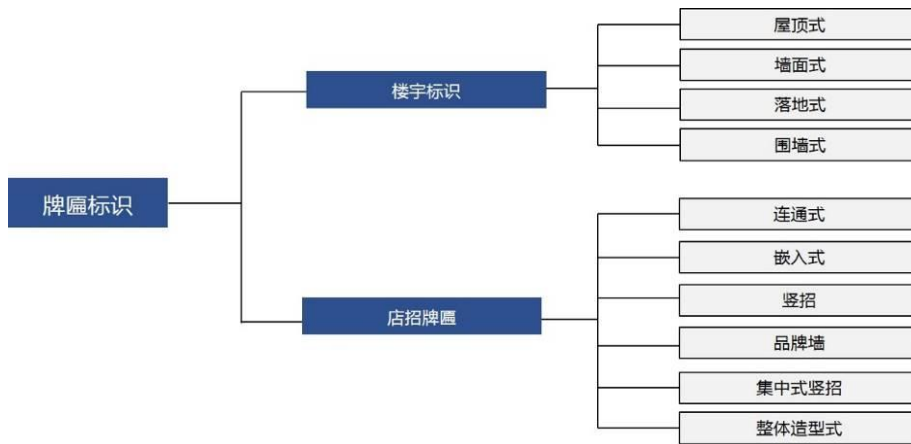 牌匾标识
楼宇标识
屋顶式
墙面式
落地式
围墙式
店招牌匾
连通式
嵌入式
竖招
品牌墙
集中式竖招
整体造型式